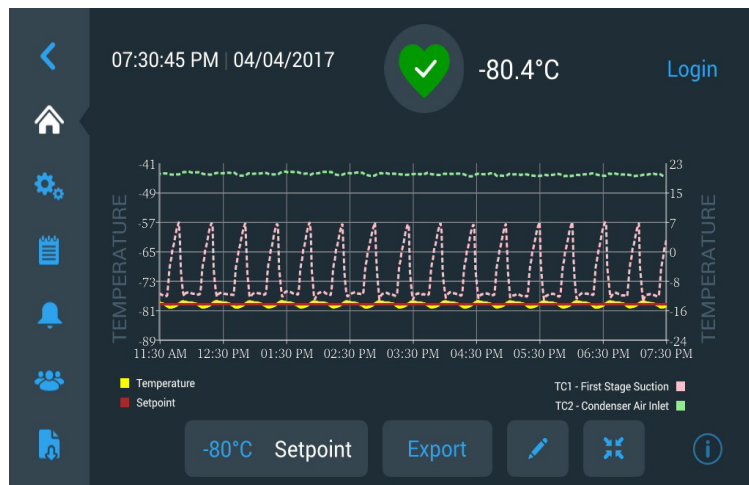 07:30:45 PM | 04/04/2017
-80.4°C
Login
TEMPERATURE
-41
-49
-57
-65
-73
-81
-89
23
15
7
0
-8
-16
-24
TEMPERATURE
11:30 AM 12:30 PM 01:30 PM 02:30 PM 03:30 PM 04:30 PM 05:30 PM 06:30 PM 07:30 PM
Temperature
Setpoint
TC1 - First Stage Suction
TC2 - Condenser Air Inlet
-80°C Setpoint
Export
i